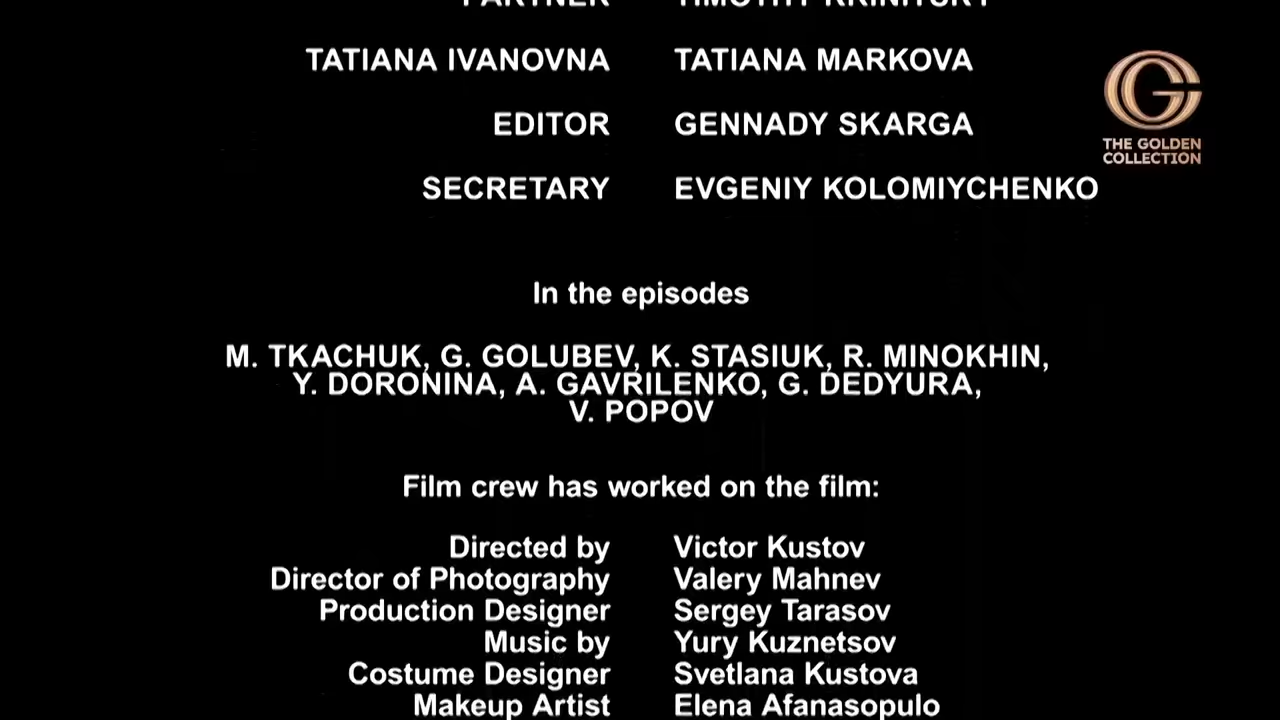 PARTNER
TATIANA IVANOVNA TATIANA MARKOVA
EDITOR GENNADY SKARGA
THE GOLDEN
COLLECTION
SECRETARY EVGENIY KOLOMIYCHENKO
In the episodes
M. TKACHUK, G. GOLUBEV, K. STASIUK, R. MINOKHIN,
Y. DORONINA, A. GAVRILENKO, G. DEDYURA,
V. POPOV
Film crew has worked on the film:
Directed by Victor Kustov
Director of Photography Valery Mahnev
Production Designer Sergey Tarasov
Music by Yury Kuznetsov
Costume Designer Svetlana Kustova
Makeup Artist Elena Afanasopulo